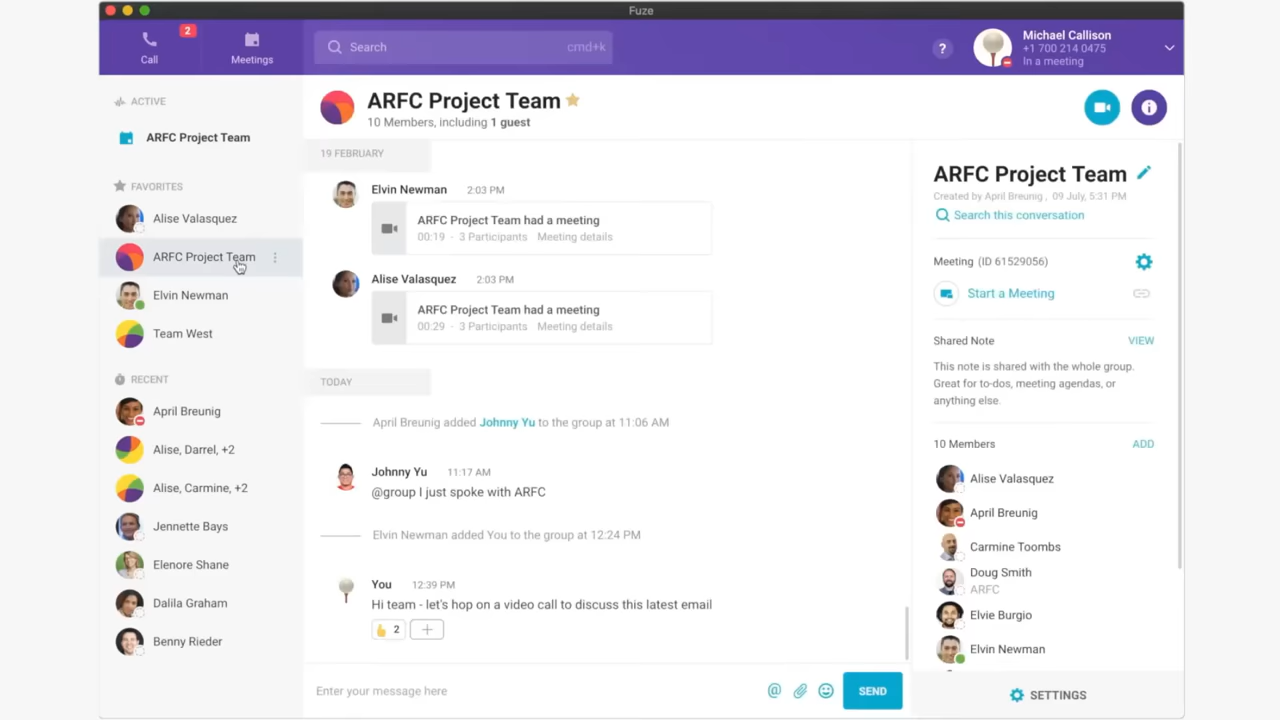 Fuze
Call
2
Meetings
Search
cmd+k
?
Michael Callison
+1 700 214 0475
In a meeting
ACTIVE
ARFC Project Team
FAVORITES
Alise Valasquez
ARFC Project Team
Elvin Newman
Team West
RECENT
April Breunig
Alise, Darrel, +2
Alise, Carmine, +2
Jennette Bays
Elenore Shane
Dalila Graham
Benny Rieder
ARFC Project Team
10 Members, including 1 guest
19 FEBRUARY
Elvin Newman 2:03 PM
ARFC Project Team had a meeting
00:19 · 3 Participants Meeting details
Alise Valasquez 2:03 PM
ARFC Project Team had a meeting
00:29 · 3 Participants Meeting details
TODAY
April Breunig added Johnny Yu to the group at 11:06 AM
Johnny Yu 11:17 AM
@group I just spoke with ARFC
Elvin Newman added You to the group at 12:24 PM
You 12:39 PM
Hi team - let's hop on a video call to discuss this latest email
2
Enter your message here
@
SEND
ARFC Project Team
Created by April Breunig , 09 July, 5:31 PM
Search this conversation
Meeting (ID 61529056)
Start a Meeting
Shared Note VIEW
This note is shared with the whole group.
Great for to-dos, meeting agendas, or
anything else.
10 Members ADD
Alise Valasquez
April Breunig
Carmine Toombs
Doug Smith
ARFC
Elvie Burgio
Elvin Newman
SETTINGS